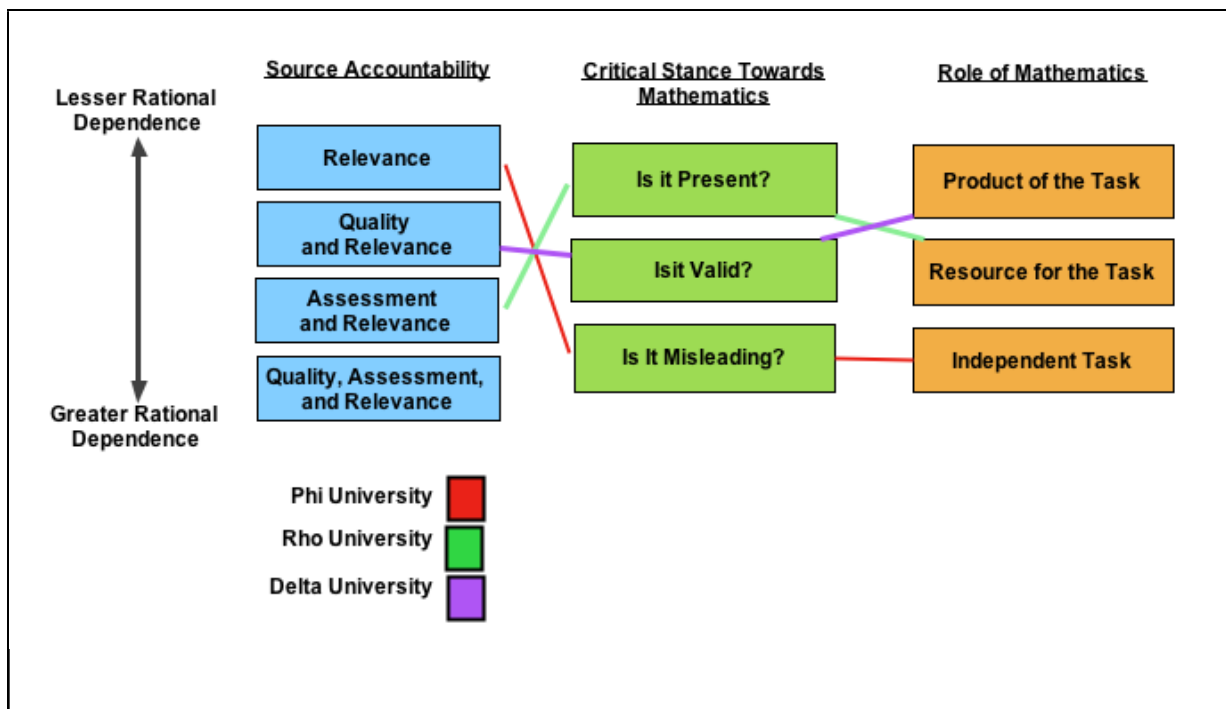 Source Accountability
Critical Stance Towards
Mathematics
Role of Mathematics
Lesser Rational
Dependence
Greater Rational
Dependence
Relevance
Quality
and Relevance
Assessment
and Relevance
Quality, Assessment,
and Relevance
Is it Present?
Isit Valid?
Is It Misleading?
Product of the Task
Resource for the Task
Independent Task
Phi University
Rho University
Delta University